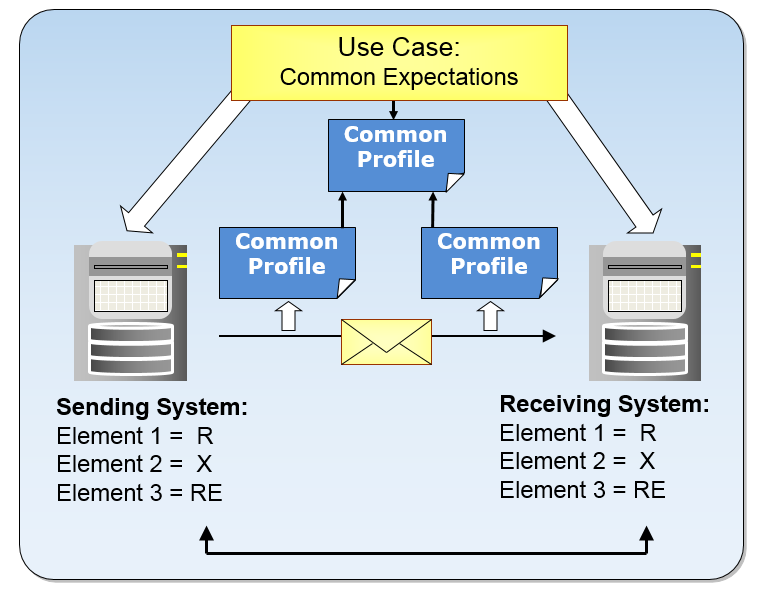 Use Case:
Common Expectations
Common
Profile
Common
Profile
Common
Profile
Sending System:
Element 1 =  R
Element 2 =  X
Element 3 = RE
Receiving System:
Element 1 =  R
Element 2 =  X
Element 3 = RE